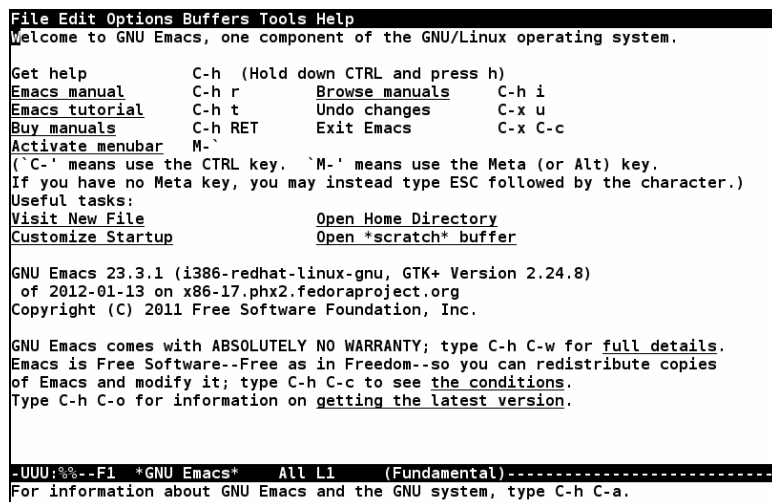 File Edit Options Buffers Tools Help
Welcome to GNU Emacs, one component of the GNU/Linux operating system.
Get help C-h (Hold down CTRL and press h)
Emacs manual C-h r Browse manuals C-h i
Emacs tutorial C-h t Undo changes C-x u
Buy manuals C-h RET Exit Emacs C-x C-c
Activate menubar M-`
(`C-' means use the CTRL key. `M-' means use the Meta (or Alt) key.
If you have no Meta key, you may instead type ESC followed by the character.)
Useful tasks:
Visit New File Open Home Directory
Customize Startup Open *scratch* buffer
GNU Emacs 23.3.1 (i386-redhat-linux-gnu, GTK+ Version 2.24.8)
of 2012-01-13 on x86-17.phx2.fedoraproject.org
Copyright (C) 2011 Free Software Foundation, Inc.
GNU Emacs comes with ABSOLUTELY NO WARRANTY; type C-h C-w for full details.
Emacs is Free Software--Free as in Freedom--so you can redistribute copies
of Emacs and modify it; type C-h C-c to see the conditions.
Type C-h C-o for information on getting the latest version.
-UUU:%%--F1 *GNU Emacs* All L1 (Fundamental)--------------------------
For information about GNU Emacs and the GNU system, type C-h C-a.